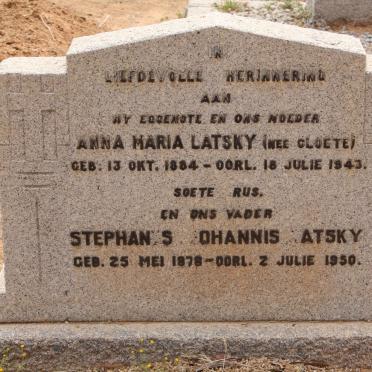 IN
LIEFDEVOLLE HERINNERING
AAN
MY EGGENOTE EN ONS MOEDER
ANNA MARIA LATSKY (NEE CLOETE)
GEB. 13 OKT. 1884 - OORL. 18 JULIE 1943.
SOETE RUS.
EN ONS VADER
STEPHAN S OHANNIS ATSKY
GEB. 25 MEI 1878 - OORL. 2 JULIE 1950.